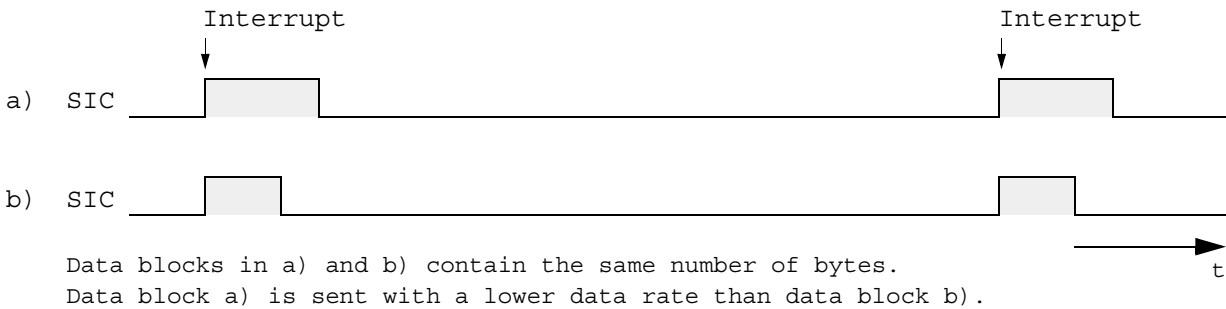 Interrupt Interrupt
a) SIC
b) SIC
t
Data blocks in a) and b) contain the same number of bytes.
Data block a) is sent with a lower data rate than data block b).